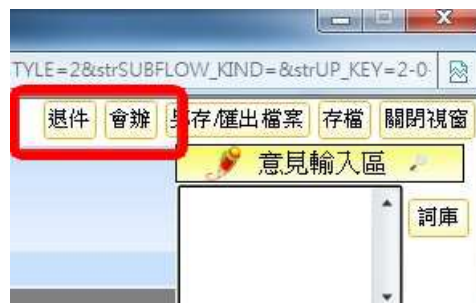 TYLE=2&strSUBFLOW_KIND=&strUP_KEY=2-0
退件 會辦 另存/匯出檔案 存檔 關閉視窗
意見輸入區
詞庫